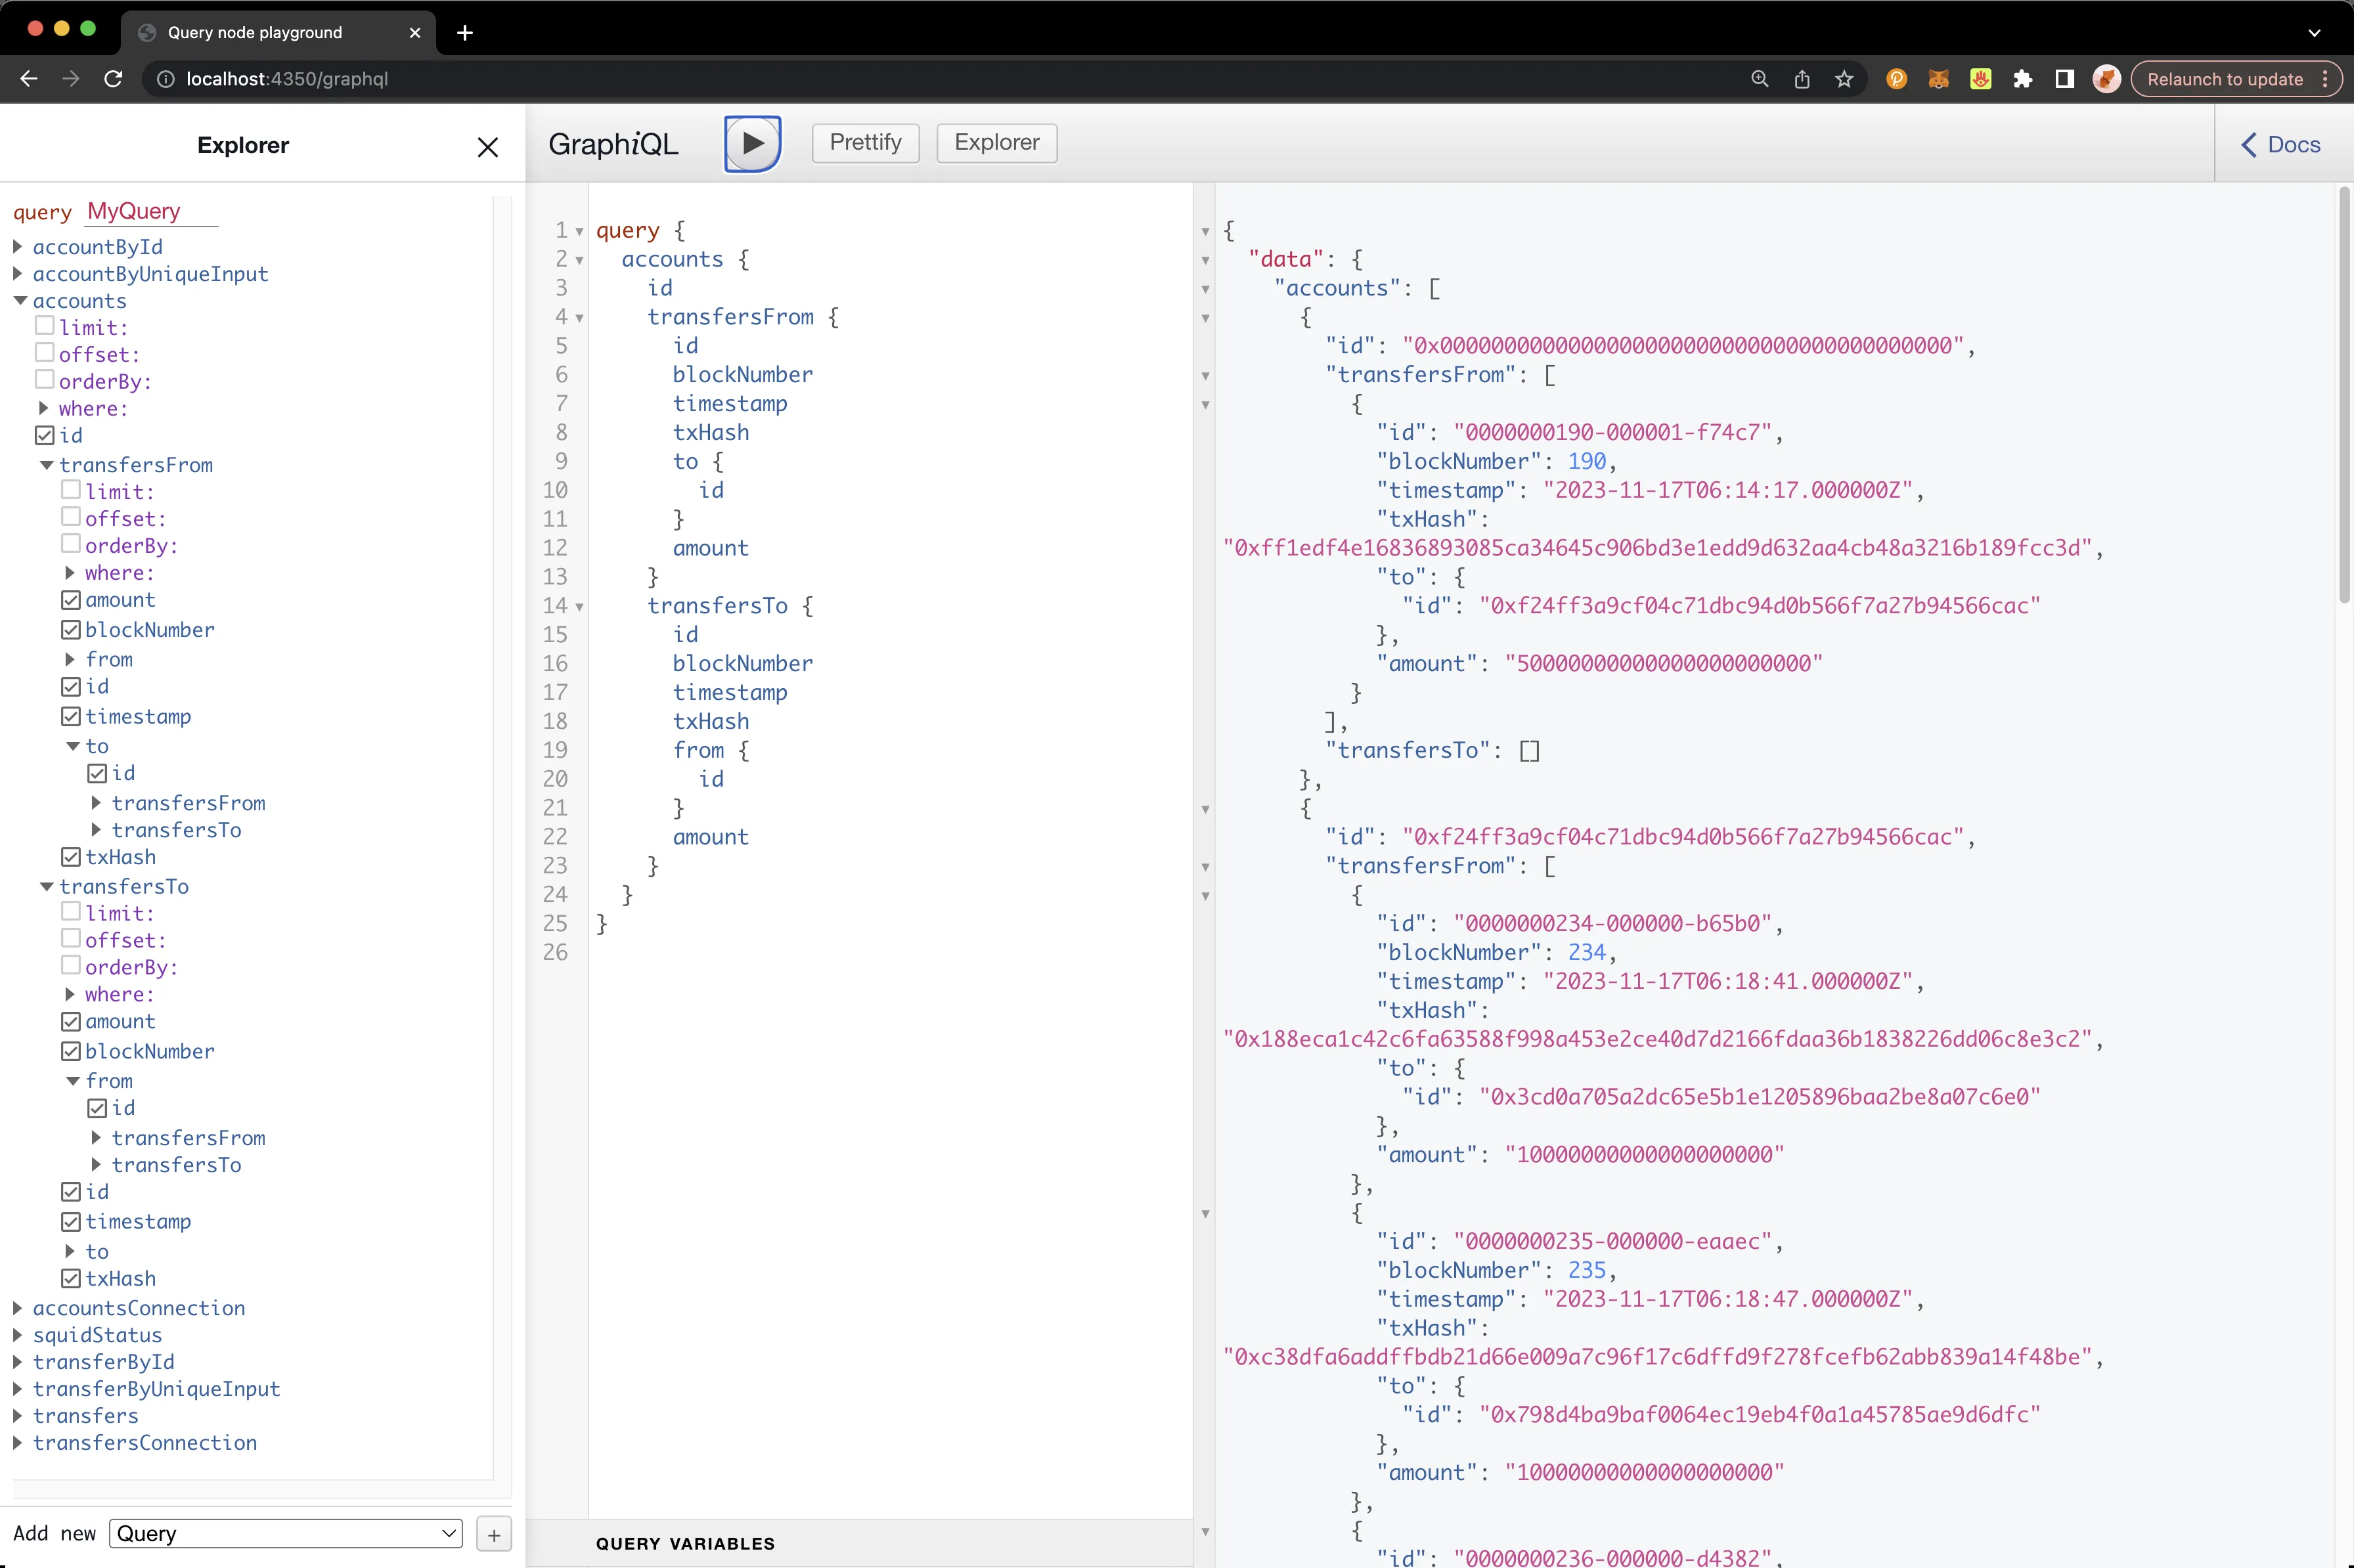 Query node playground
localhost:4350/graphql
Relaunch to update
Explorer
query MyQuery
accountById
accountByUniqueInput
accounts
limit:
offset:
orderBy:
where:
id
transfersFrom
limit:
offset:
orderBy:
where:
amount
blockNumber
from
id
timestamp
to
id
transfersFrom
transfersTo
txHash
transfersTo
limit:
offset:
orderBy:
where:
amount
blockNumber
from
id
transfersFrom
transfersTo
id
timestamp
to
txHash
accountsConnection
squidStatus
transferById
transferByUniqueInput
transfers
transfersConnection
Add new Query +
GraphiQL Prettify Explorer
Docs
1 query {
2 accounts {
3 id
4 transfersFrom {
5 id
6 blockNumber
7 timestamp
8 txHash
9 to {
10 id
11 }
12 amount
13 }
14 transfersTo {
15 id
16 blockNumber
17 timestamp
18 txHash
19 from {
20 id
21 }
22 amount
23 }
24 }
25 }
26
QUERY VARIABLES
{
"data": {
"accounts": [
{
"id": "0x0000000000000000000000000000000000000000",
"transfersFrom": [
{
"id": "0000000190-000001-f74c7",
"blockNumber": 190,
"timestamp": "2023-11-17T06:14:17.000000Z",
"txHash":
"0xff1edf4e16836893085ca34645c906bd3e1edd9d632aa4cb48a3216b189fcc3d",
"to": {
"id": "0xf24ff3a9cf04c71dbc94d0b566f7a27b94566cac"
},
"amount": "50000000000000000000000"
}
],
"transfersTo": []
},
{
"id": "0xf24ff3a9cf04c71dbc94d0b566f7a27b94566cac",
"transfersFrom": [
{
"id": "0000000234-000000-b65b0",
"blockNumber": 234,
"timestamp": "2023-11-17T06:18:41.000000Z",
"txHash":
"0x188eca1c42c6fa63588f998a453e2ce40d7d2166fdaa36b1838226dd06c8e3c2",
"to": {
"id": "0x3cd0a705a2dc65e5b1e1205896baa2be8a07c6e0"
},
"amount": "10000000000000000000"
},
{
"id": "0000000235-000000-eaaec",
"blockNumber": 235,
"timestamp": "2023-11-17T06:18:47.000000Z",
"txHash":
"0xc38dfa6addffbdb21d66e009a7c96f17c6dffd9f278fcefb62abb839a14f48be",
"to": {
"id": "0x798d4ba9baf0064ec19eb4f0a1a45785ae9d6dfc"
},
"amount": "10000000000000000000"
},
{
"id": "0000000236-000000-d4382",